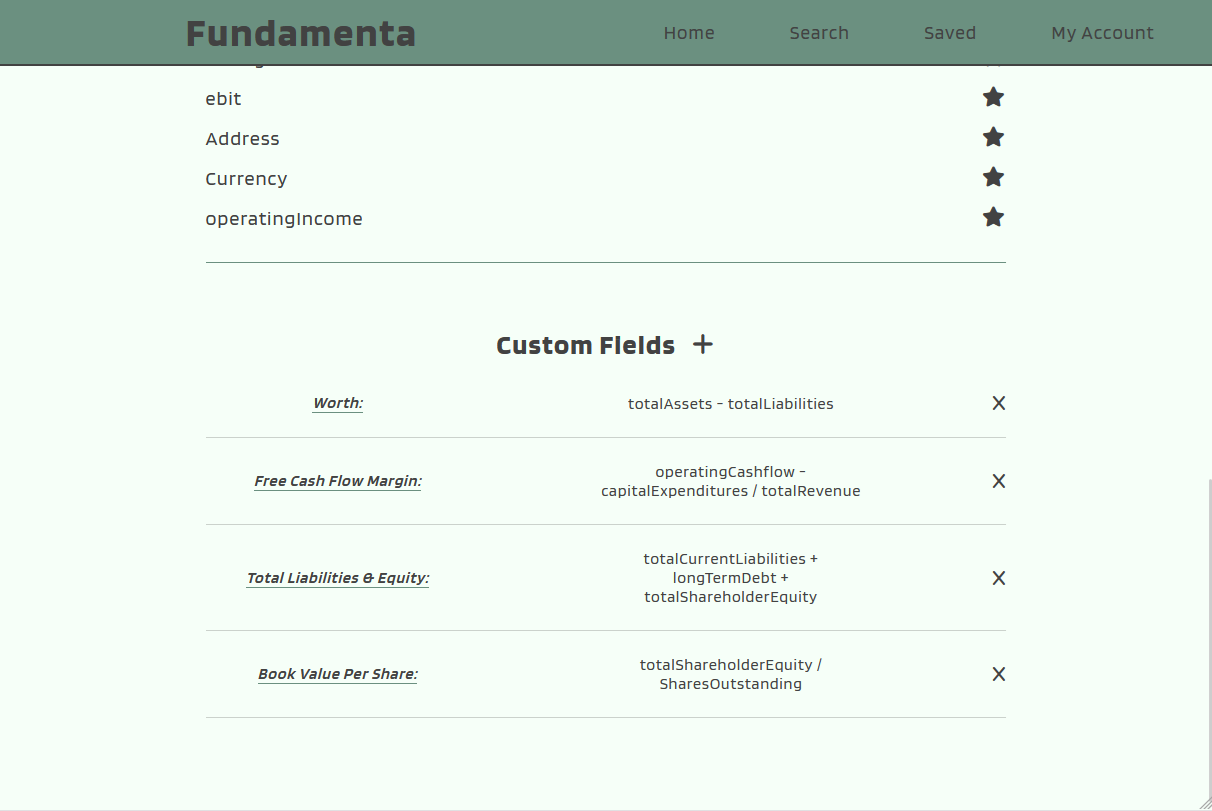 Fundamenta
Home Search Saved My Account
ebit
Address
Currency
operatingIncome
Custom Fields +
Worth:
totalAssets - totalLiabilities
X
Free Cash Flow Margin:
operatingCashflow -
capitalExpenditures / totalRevenue
X
Total Liabilities & Equity:
totalCurrentLiabilities +
longTermDebt +
totalShareholderEquity
X
Book Value Per Share:
totalShareholderEquity /
SharesOutstanding
X